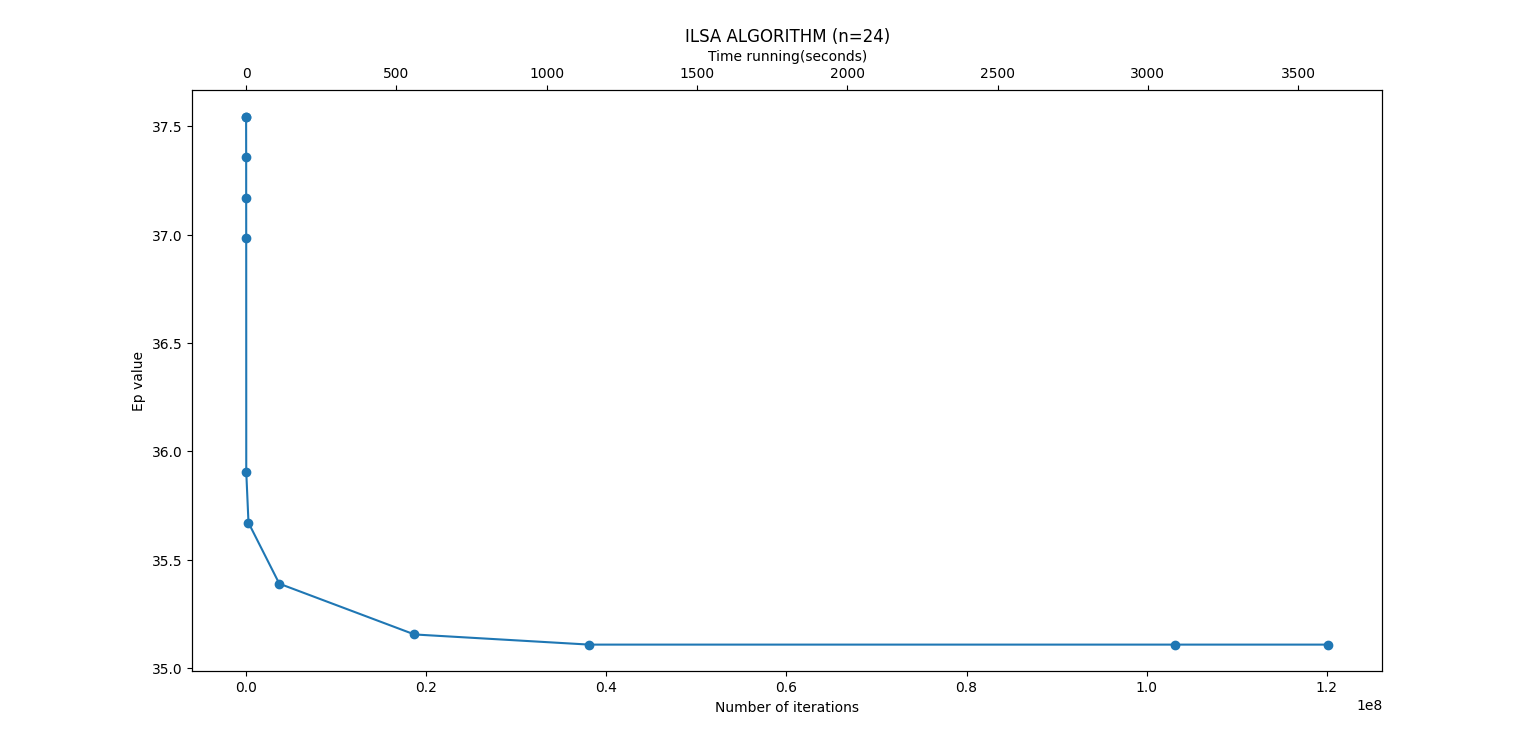 ILSA ALGORITHM (n=24)
Time running(seconds)
0 500 1000 1500 2000 2500 3000 3500
37.5
37.0
36.5
36.0
35.5
35.0
Ep value
0.0 0.2 0.4 0.6 0.8 1.0 1.2
1e8
Number of iterations